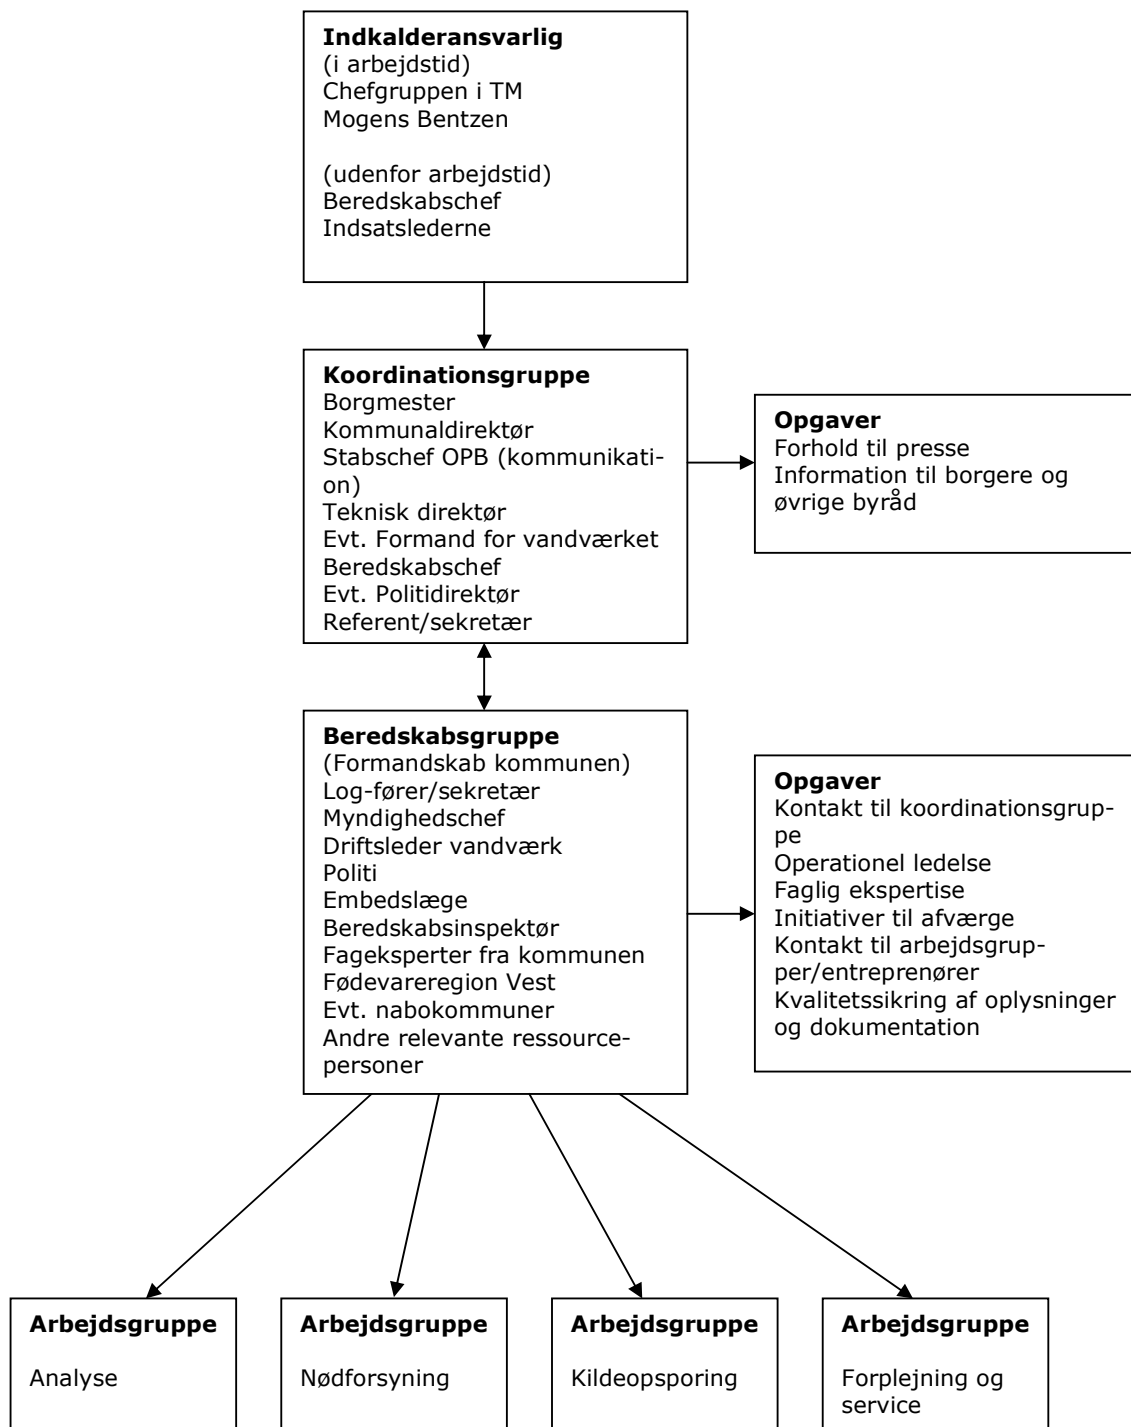 Indkalderansvarlig
(i arbejdstid)
Chefgruppen i TM
Mogens Bentzen
(udenfor arbejdstid)
Beredskabschef
Indsatslederne
Koordinationsgruppe
Borgmester
Kommunaldirektør
Stabschef OPB (kommunikati-
on)
Teknisk direktør
Evt. Formand for vandværket
Beredskabschef
Evt. Politidirektør
Referent/sekretær
Opgaver
Forhold til presse
Information til borgere og
øvrige byråd
Beredskabsgruppe
(Formandskab kommunen)
Log-fører/sekretær
Myndighedschef
Driftsleder vandværk
Politi
Embedslæge
Beredskabsinspektør
Fageksperter fra kommunen
Fødevareregion Vest
Evt. nabokommuner
Andre relevante ressource-
personer
Opgaver
Kontakt til koordinationsgrup-
pe
Operationel ledelse
Faglig ekspertise
Initiativer til afværge
Kontakt til arbejdsgrup-
per/entreprenører
Kvalitetssikring af oplysninger
og dokumentation
Arbejdsgruppe
Analyse
Arbejdsgruppe
Nødforsyning
Arbejdsgruppe
Kildeopsporing
Arbejdsgruppe
Forplejning og
service